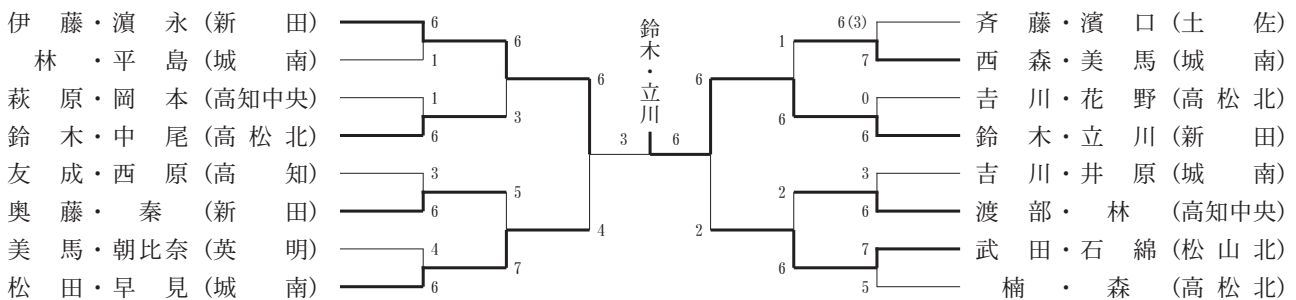 伊藤・濵永（新田）
林・平島（城南）
萩原・岡本（高知中央）
鈴木・中尾（高松北）
友成・西原（高知）
奥藤・秦（新田）
美馬・朝比奈（英明）
松田・早見（城南）
6
1
1
6
3
6
4
6
6
3
5
7
6
4
3
鈴木・立川
6
6
2
1
6
2
6
6(3)
7
0
6
3
6
7
5
斉藤・濱口（土佐）
西森・美馬（城南）
𠮷川・花野（高松北）
鈴木・立川（新田）
𠮷川・井原（城南）
渡部・林（高知中央）
武田・石綿（松山北）
楠・森（高松北）